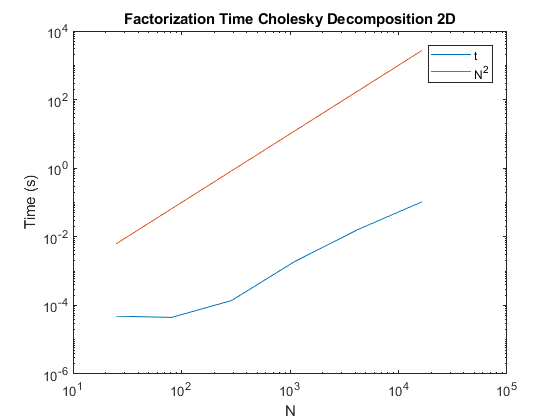 Factorization Time Cholesky Decomposition 2D
10^4
10^2
10^0
10^-2
10^-4
10^-6
Time (s)
t
N^2
10^1 10^2 10^3 10^4 10^5
N